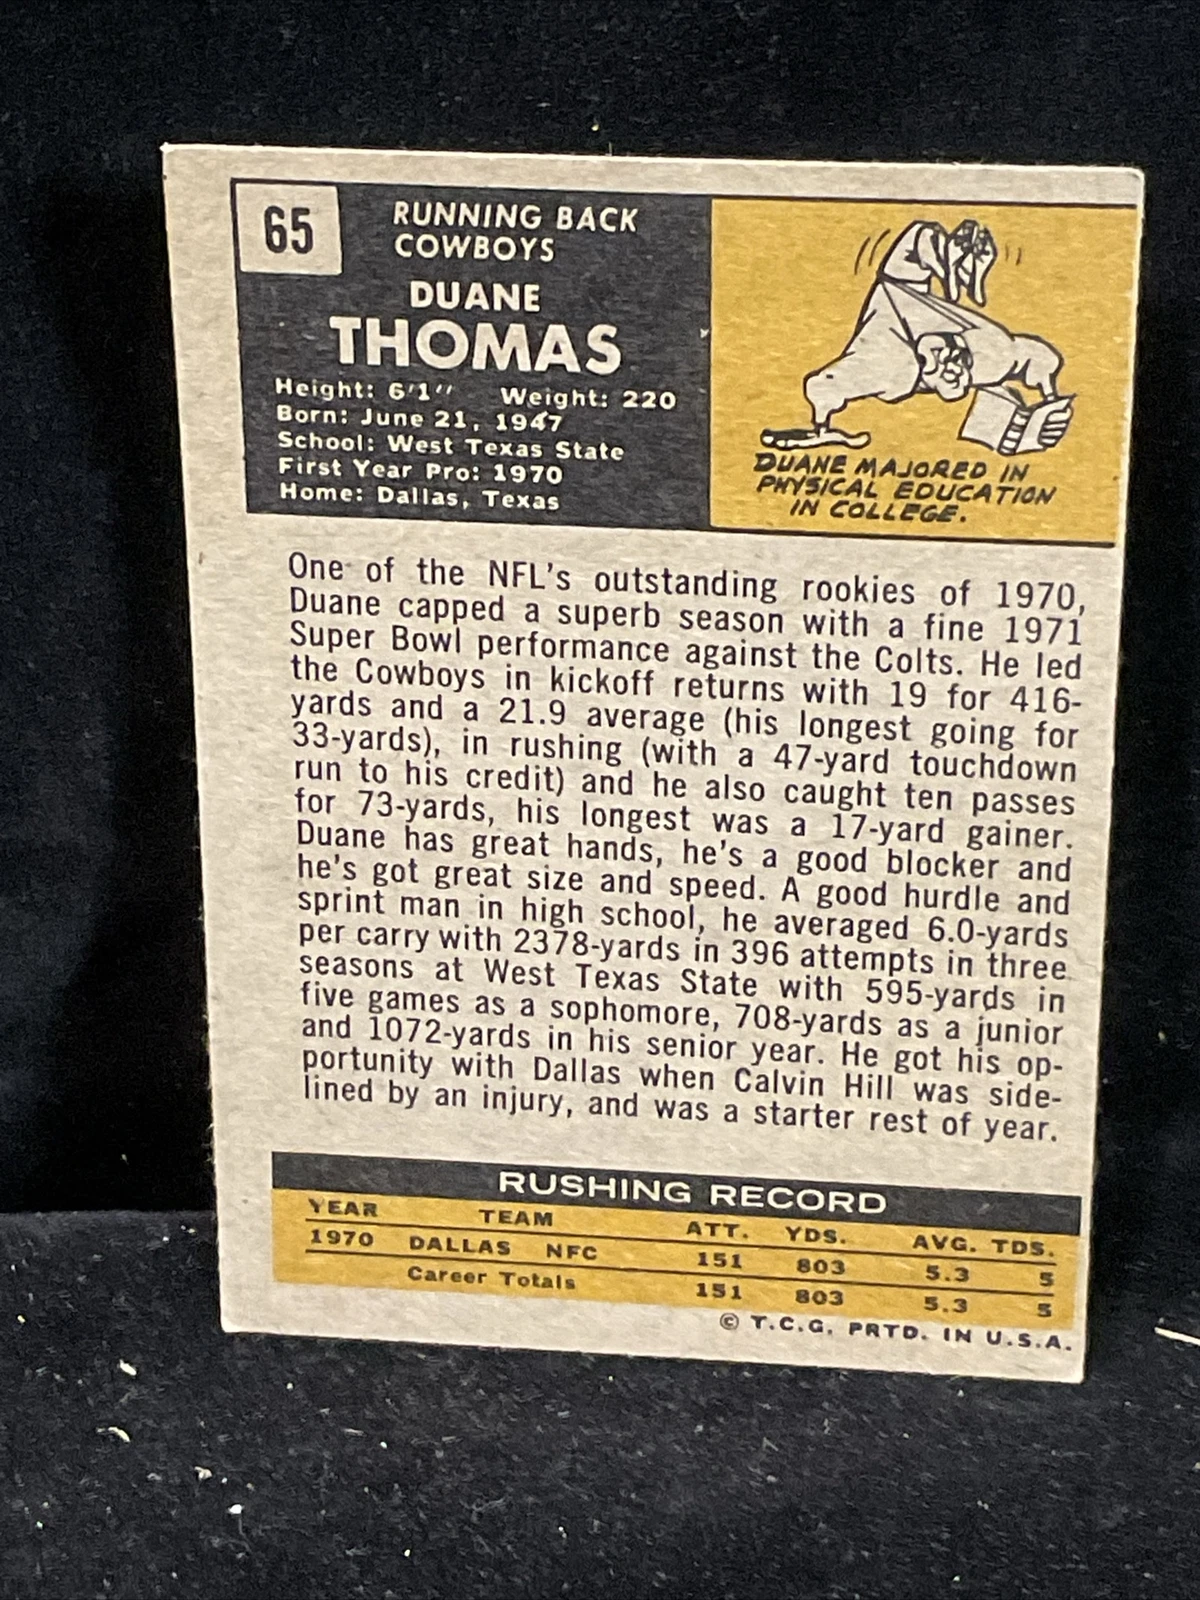 65
RUNNING BACK
COWBOYS
DUANE
THOMAS
Height: 6'1" Weight: 220
Born: June 21, 1947
School: West Texas State
First Year Pro: 1970
Home: Dallas, Texas
DUANE MAJORED IN
PHYSICAL EDUCATION
IN COLLEGE.
One of the NFL's outstanding rookies of 1970,
Duane capped a superb season with a fine 1971
Super Bowl performance against the Colts. He led
the Cowboys in kickoff returns with 19 for 416-
yards and a 21.9 average (his longest going for
33-yards), in rushing (with a 47-yard touchdown
run to his credit) and he also caught ten passes
for 73-yards, his longest was a 17-yard gainer.
Duane has great hands, he's a good blocker and
he's got great size and speed. A good hurdle and
sprint man in high school, he averaged 6.0-yards
per carry with 2378-yards in 396 attempts in three
seasons at West Texas State with 595-yards in
five games as a sophomore, 708-yards as a junior
and 1072-yards in his senior year. He got his op-
portunity with Dallas when Calvin Hill was side-
lined by an injury, and was a starter rest of year.
RUSHING RECORD
YEAR TEAM ATT. YDS. AVG. TDS.
1970 DALLAS NFC 151 803 5.3 5
Career Totals 151 803 5.3 5
© T.C.G. PRTD. IN U.S.A.